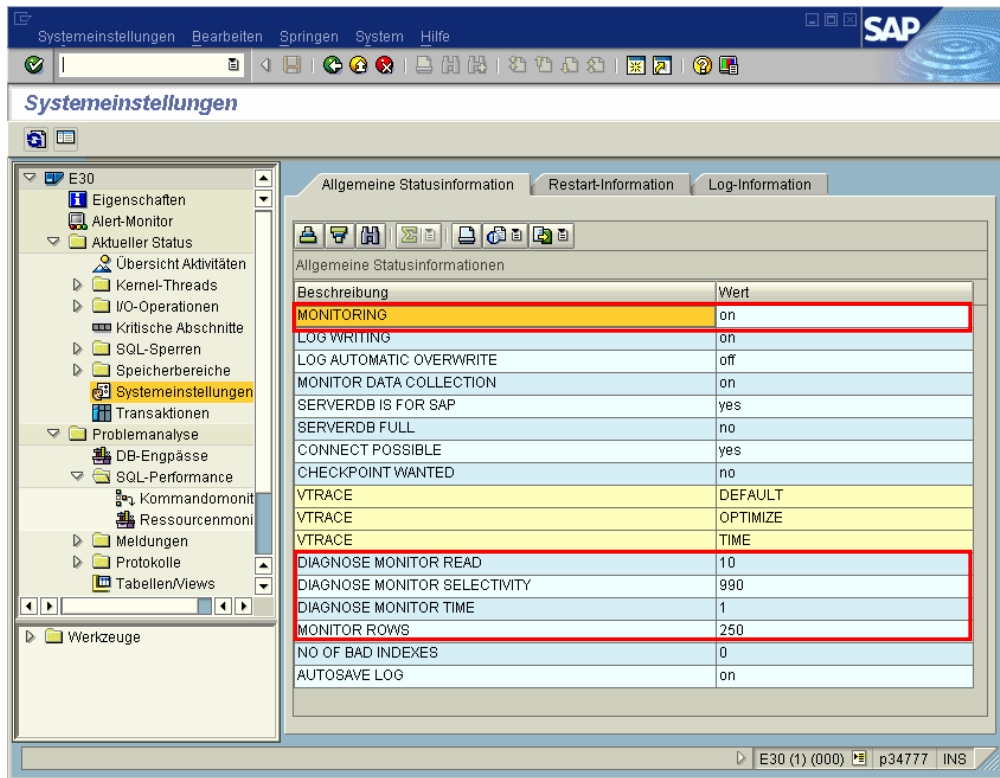 Systemeinstellungen Bearbeiten Springen System Hilfe
SAP
Systemeinstellungen
E30
Eigenschaften
Alert-Monitor
Aktueller Status
Übersicht Aktivitäten
Kernel-Threads
I/O-Operationen
Kritische Abschnitte
SQL-Sperren
Speicherbereiche
Systemeinstellungen
Transaktionen
Problemanalyse
DB-Engpässe
SQL-Performance
Kommandomonit
Ressourcenmoni
Meldungen
Protokolle
Tabellen/Views
Werkzeuge
Allgemeine Statusinformation Restart-Information Log-Information
Allgemeine Statusinformationen
Beschreibung Wert
MONITORING on
LOG WRITING on
LOG AUTOMATIC OVERWRITE off
MONITOR DATA COLLECTION on
SERVERDB IS FOR SAP yes
SERVERDB FULL no
CONNECT POSSIBLE yes
CHECKPOINT WANTED no
VTRACE DEFAULT
VTRACE OPTIMIZE
VTRACE TIME
DIAGNOSE MONITOR READ 10
DIAGNOSE MONITOR SELECTIVITY 990
DIAGNOSE MONITOR TIME 1
MONITOR ROWS 250
NO OF BAD INDEXES 0
AUTOSAVE LOG on
E30 (1) (000) p34777 INS